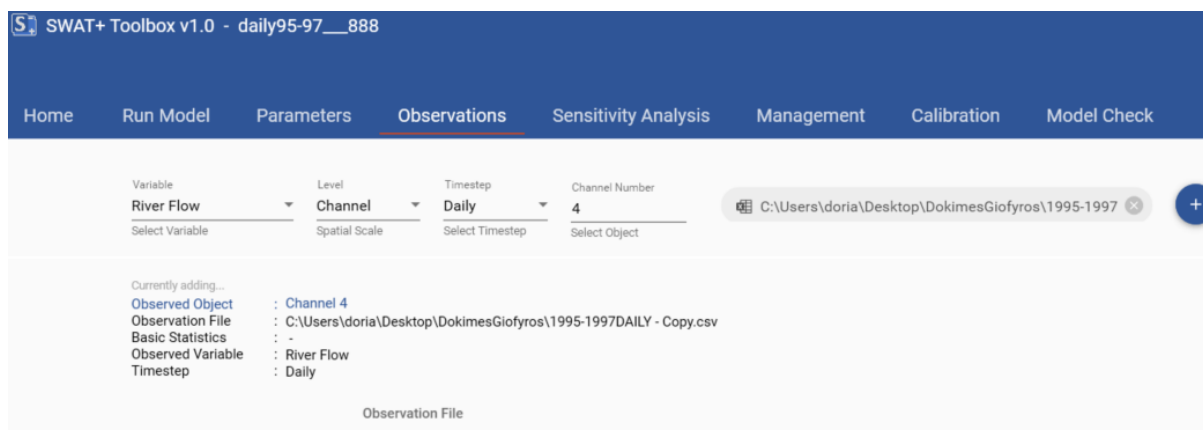 SWAT+ Toolbox v1.0 - daily95-97___888
Home Run Model Parameters Observations Sensitivity Analysis Management Calibration Model Check
Variable Level Timestep Channel Number
River Flow Channel Daily 4
C:\Users\doria\Desktop\DokimesGiofyros\1995-1997
Select Variable Spatial Scale Select Timestep Select Object
Currently adding...
Observed Object : Channel 4
Observation File : C:\Users\doria\Desktop\DokimesGiofyros\1995-1997DAILY - Copy.csv
Basic Statistics : -
Observed Variable : River Flow
Timestep : Daily
Observation File